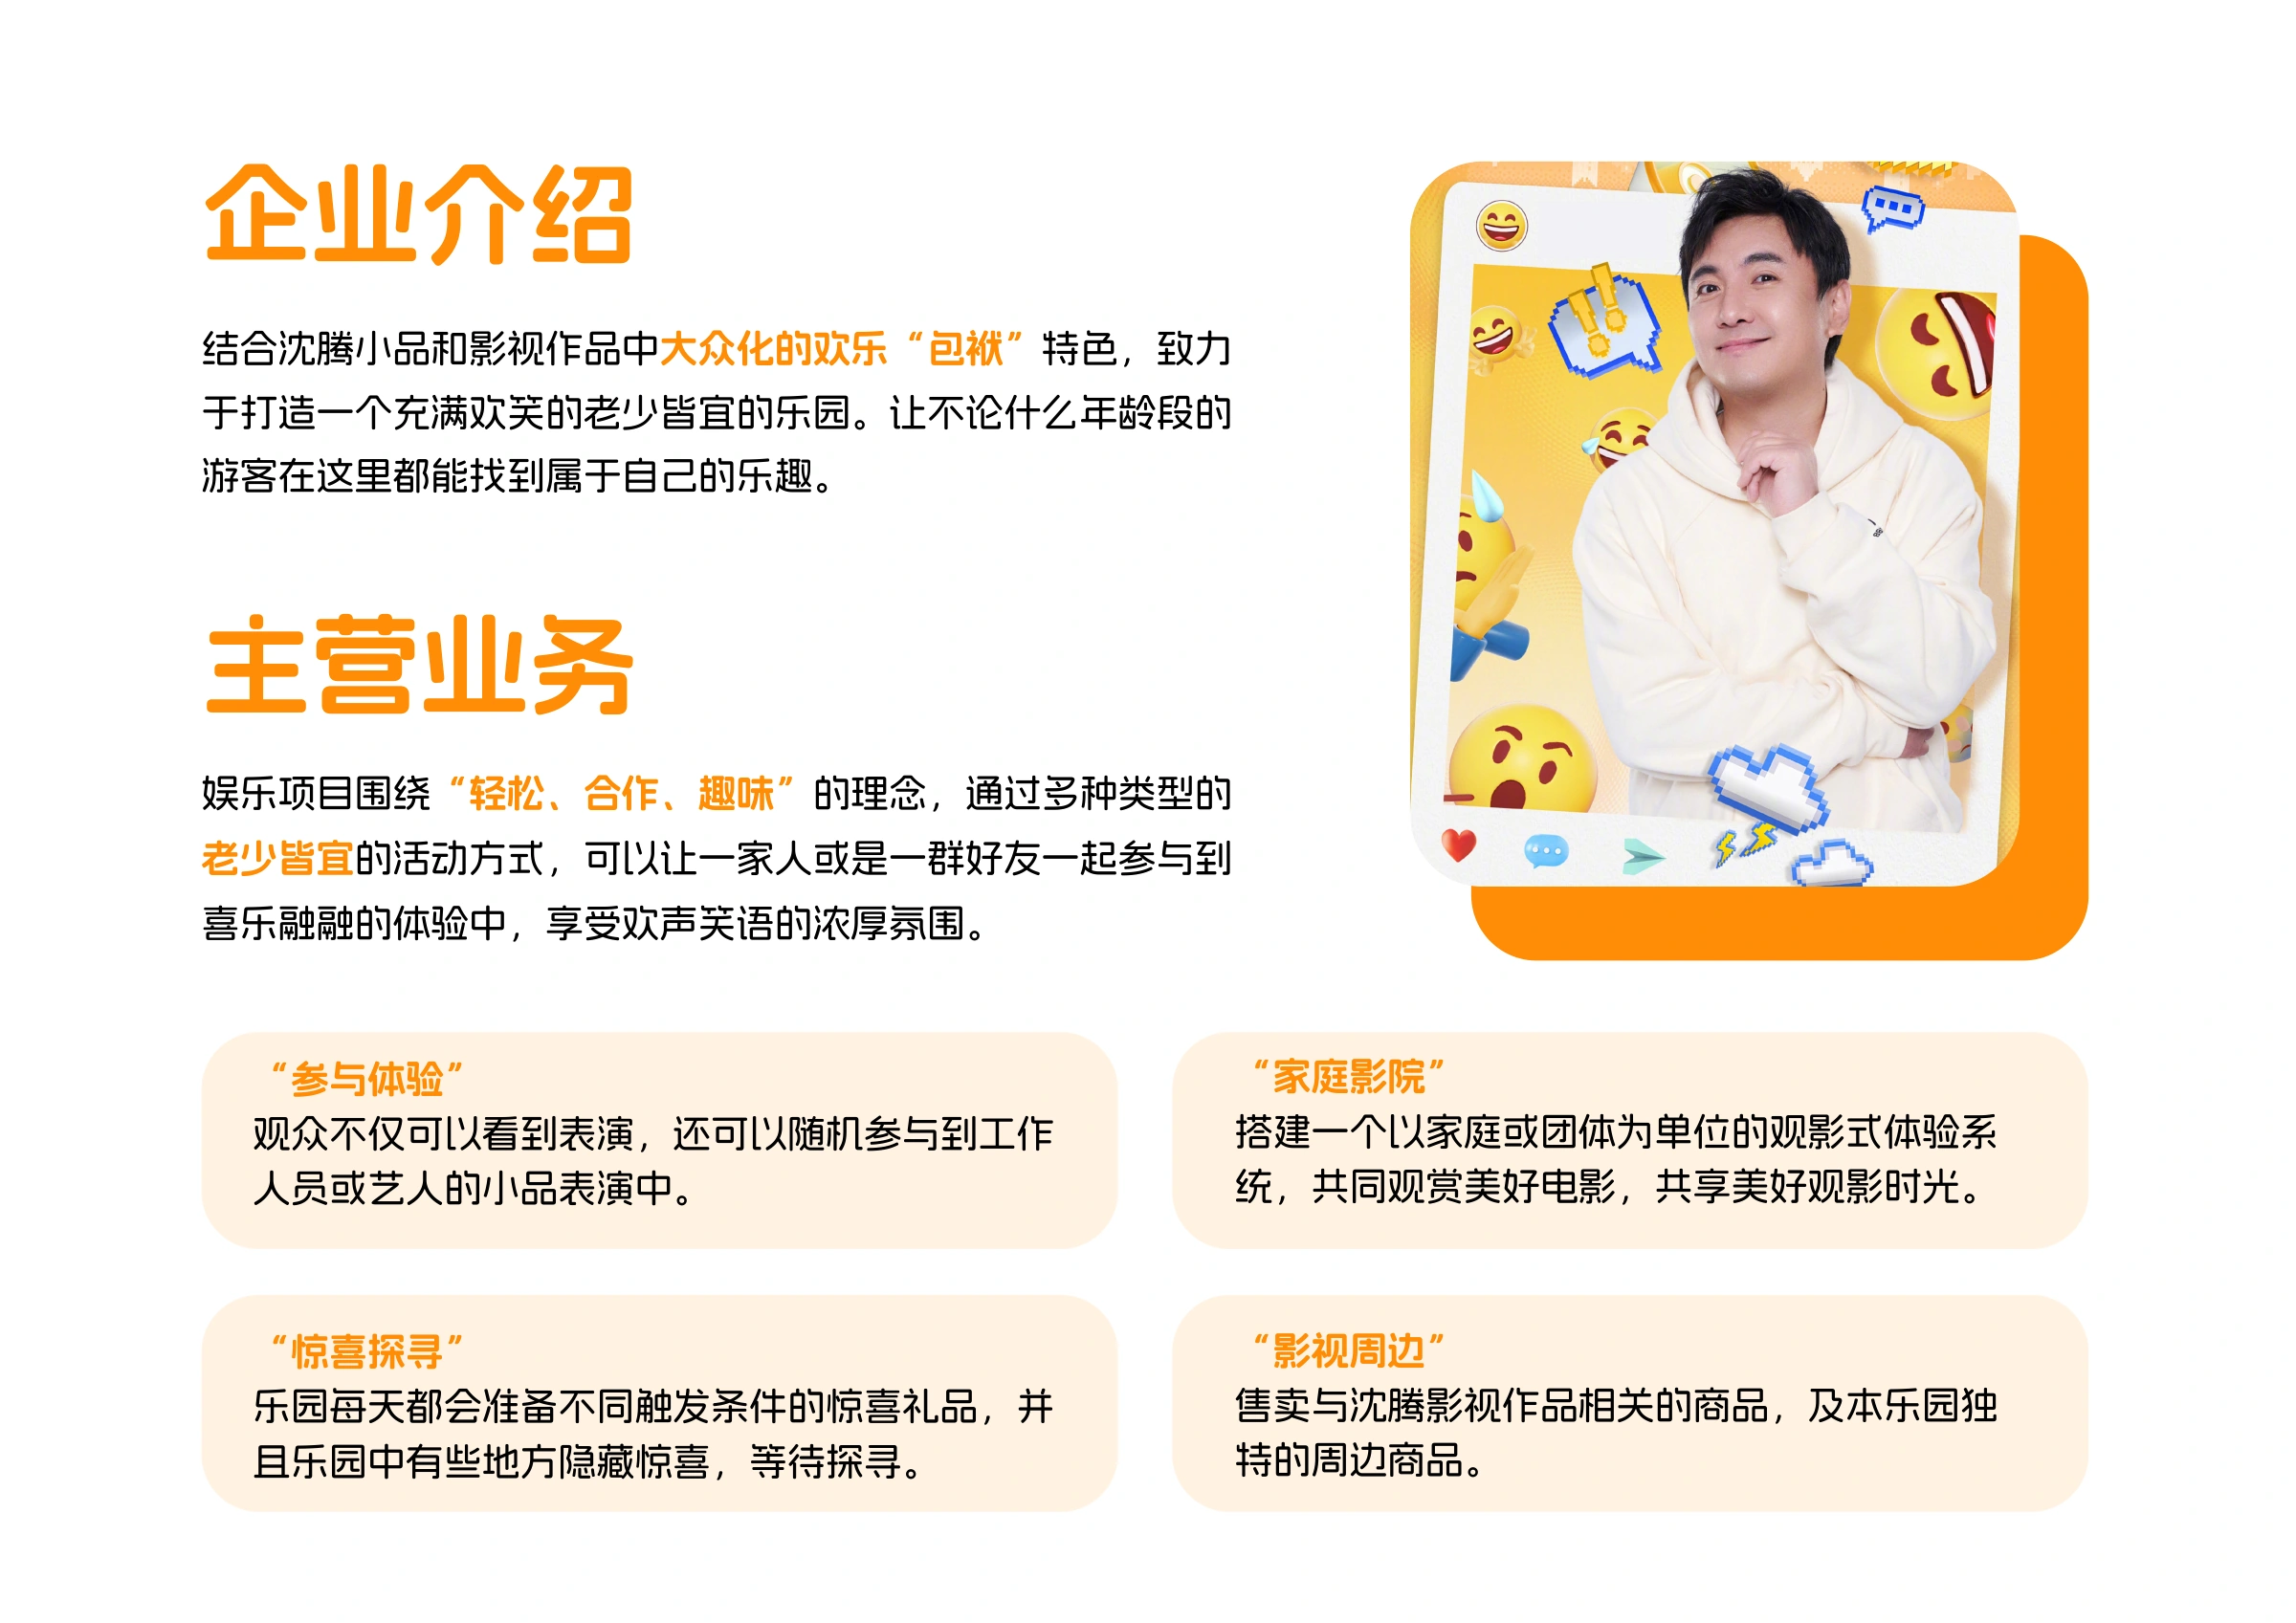 企业介绍
结合沈腾小品和影视作品中大众化的欢乐“包袱”特色，致力
于打造一个充满欢笑的老少皆宜的乐园。让不论什么年龄段的
游客在这里都能找到属于自己的乐趣。
主营业务
娱乐项目围绕“轻松、合作、趣味”的理念，通过多种类型的
老少皆宜的活动方式，可以让一家人或是一群好友一起参与到
喜乐融融的体验中，享受欢声笑语的浓厚氛围。
“参与体验”
观众不仅可以看到表演，还可以随机参与到工作
人员或艺人的小品表演中。
“家庭影院”
搭建一个以家庭或团体为单位的观影式体验系
统，共同观赏美好电影，共享美好观影时光。
“惊喜探寻”
乐园每天都会准备不同触发条件的惊喜礼品，并
且乐园中有些地方隐藏惊喜，等待探寻。
“影视周边”
售卖与沈腾影视作品相关的商品，及本乐园独
特的周边商品。